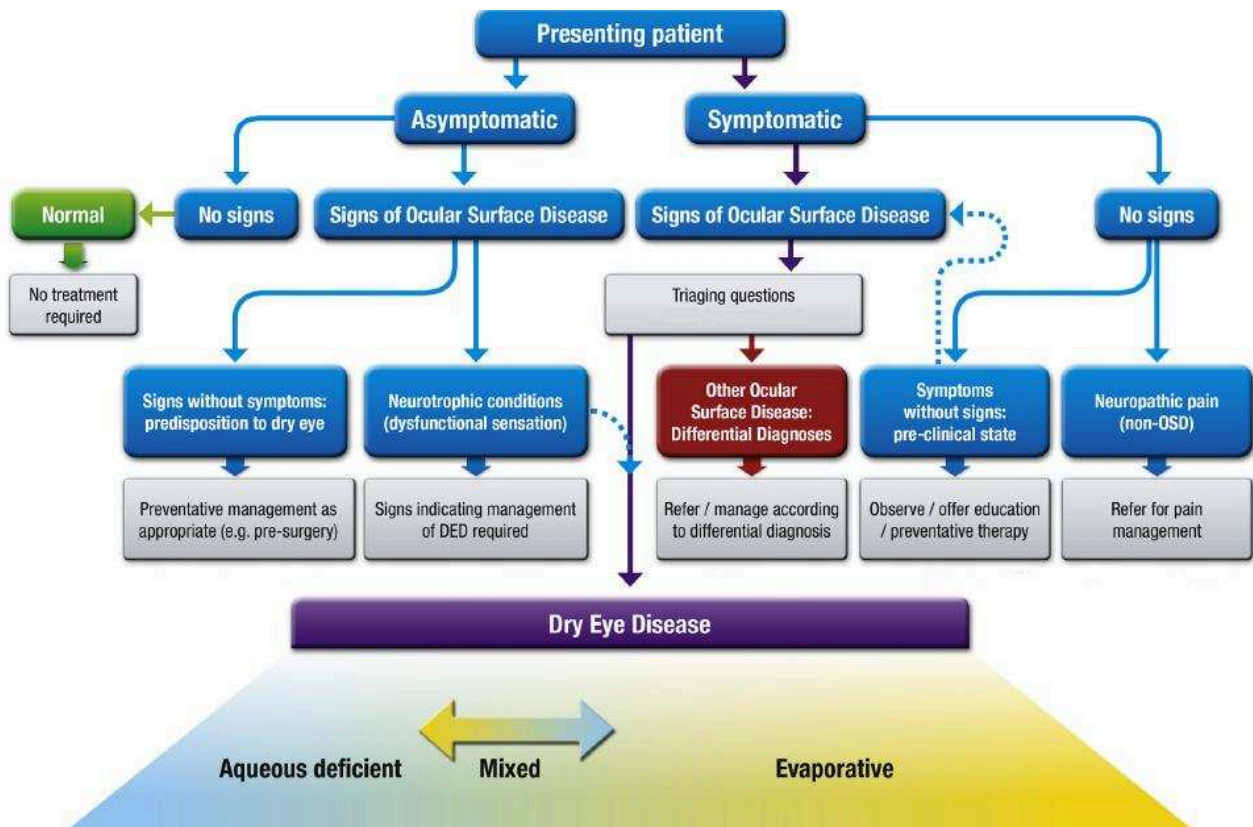 Presenting patient
Asymptomatic
Symptomatic
Normal
No signs
Signs of Ocular Surface Disease
Signs of Ocular Surface Disease
No signs
No treatment
required
Triaging questions
Signs without symptoms:
predisposition to dry eye
Neurotrophic conditions
(dysfunctional sensation)
Other Ocular
Surface Disease:
Differential Diagnoses
Symptoms
without signs:
pre-clinical state
Neuropathic pain
(non-OSD)
Preventative management as
appropriate (e.g. pre-surgery)
Signs indicating management
of DED required
Refer / manage according
to differential diagnosis
Observe / offer education
/ preventative therapy
Refer for pain
management
Dry Eye Disease
Aqueous deficient
Mixed
Evaporative